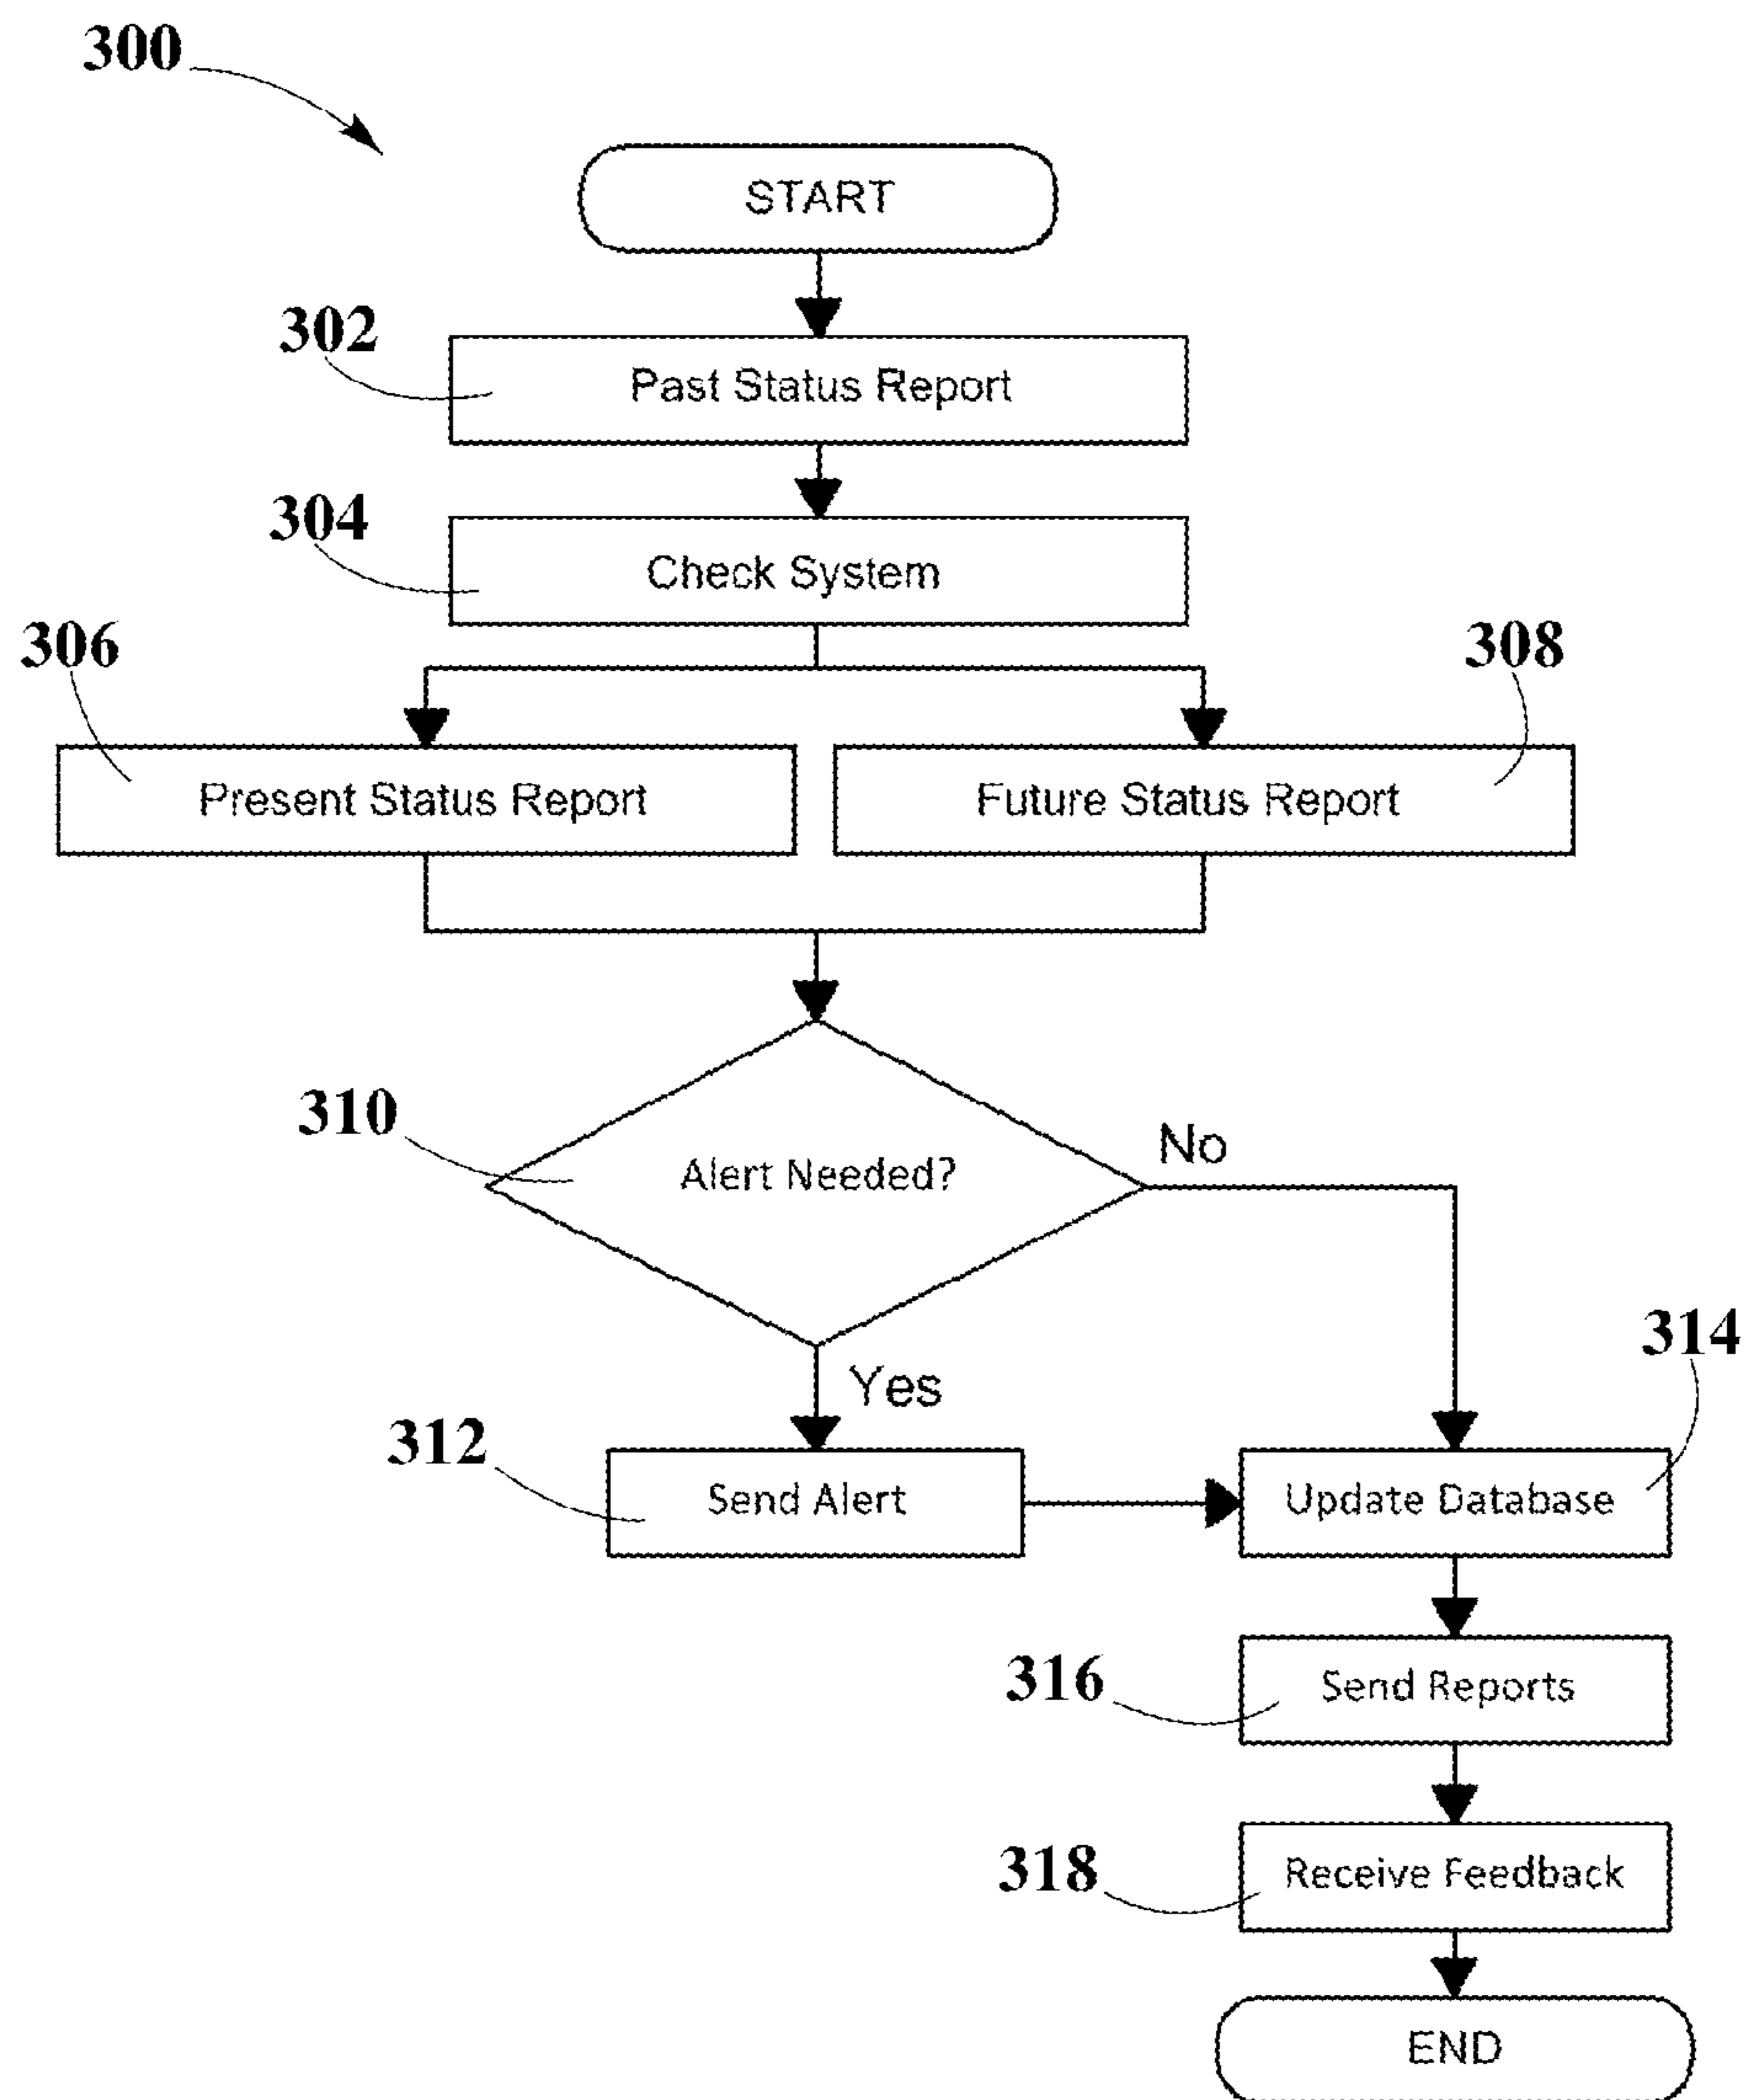 300
START
302
Past Status Report
304
Check System
306
308
Present Status Report
Future Status Report
310
Alert Needed?
No
Yes
314
312
Send Alert
Update Database
316
Send Reports
318
Receive Feedback
END